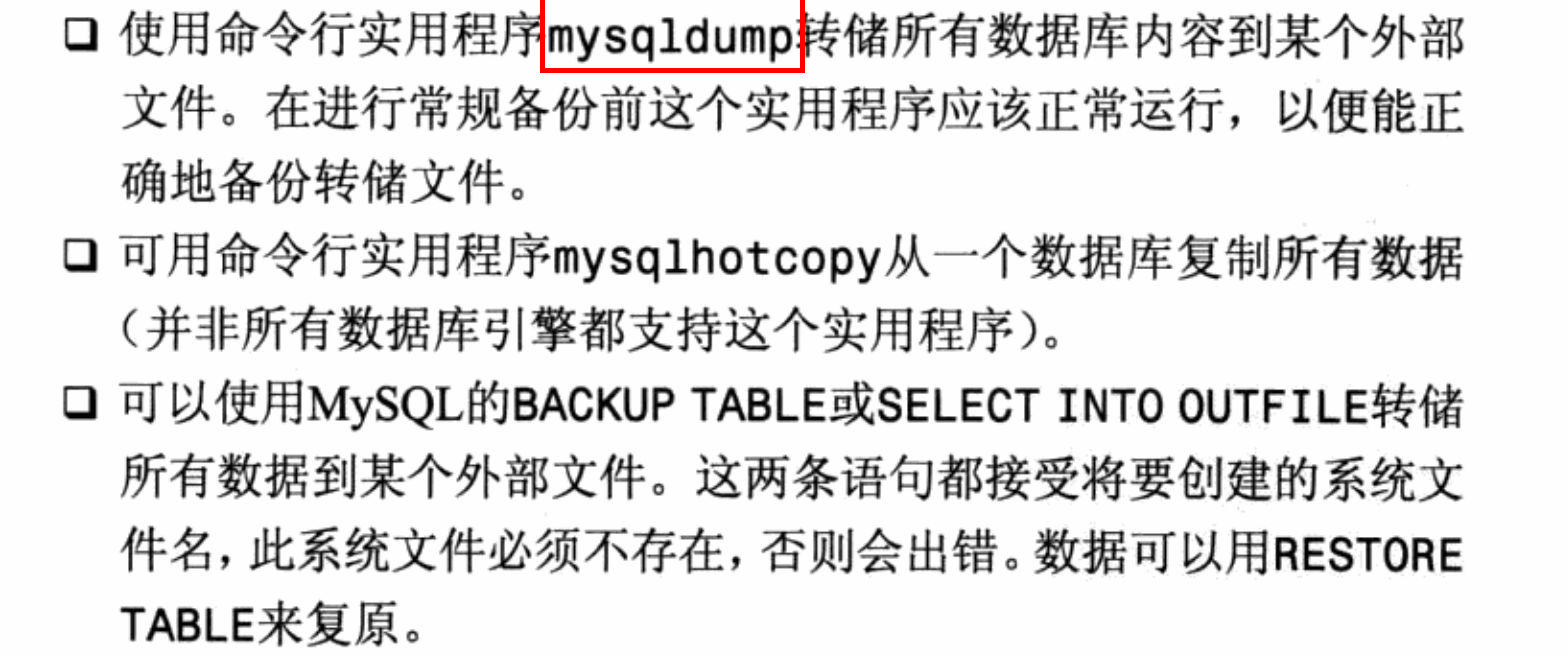 ❑ 使用命令行实用程序mysqldump转储所有数据库内容到某个外部
文件。在进行常规备份前这个实用程序应该正常运行，以便能正
确地备份转储文件。
❑ 可用命令行实用程序mysqlhotcopy从一个数据库复制所有数据
（并非所有数据库引擎都支持这个实用程序）。
❑ 可以使用MySQL的BACKUP TABLE或SELECT INTO OUTFILE转储
所有数据到某个外部文件。这两条语句都接受将要创建的系统文
件名，此系统文件必须不存在，否则会出错。数据可以用RESTORE
TABLE来复原。